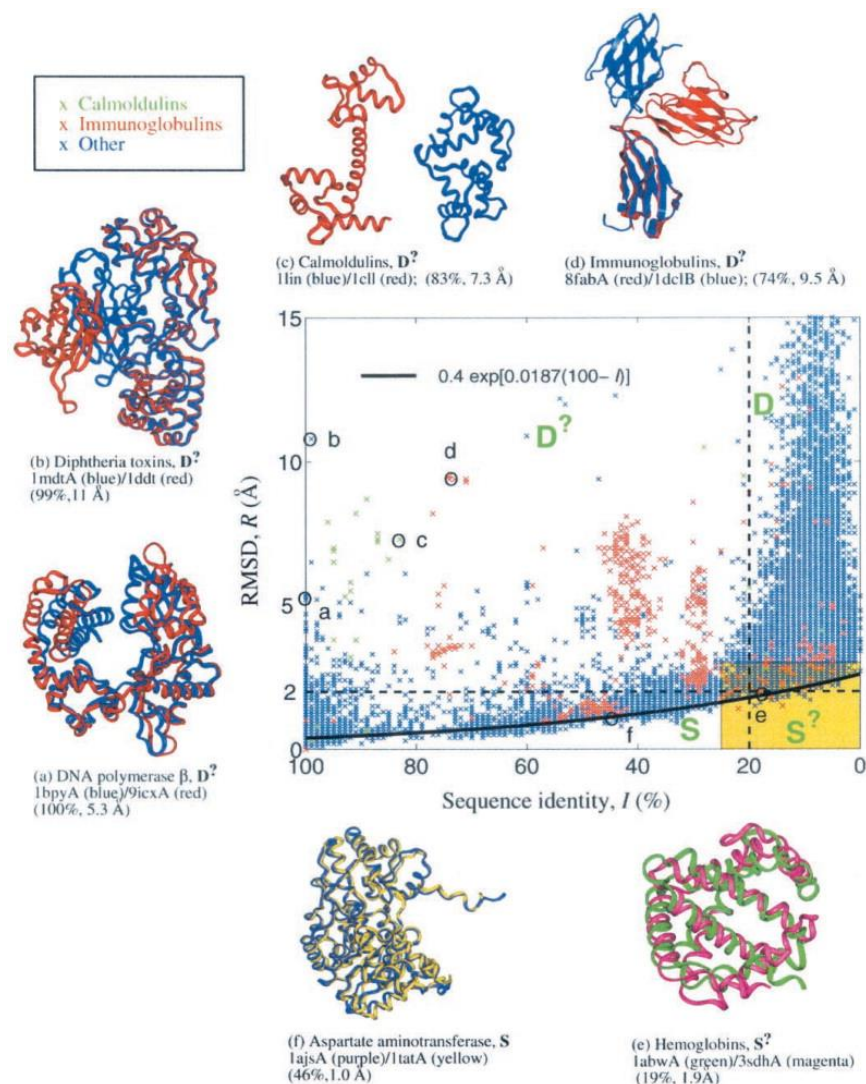 x Calmoldulins
x Immunoglobulins
x Other
(c) Calmoldulins, D?
1lin (blue)/1cll (red); (83%, 7.3 Å)
(d) Immunoglobulins, D?
8fabA (red)/1dclB (blue); (74%, 9.5 Å)
(b) Diphtheria toxins, D?
1mdtA (blue)/1ddt (red)
(99%,11 Å)
(a) DNA polymerase β, D?
1bpyA (blue)/9icxA (red)
(100%, 5.3 Å)
0.4 exp[0.0187(100– I)]
15
10
5
2
0
RMSD, R (Å)
b
d
c
a
D?
D
S
S?
e
f
100
80
60
40
20
0
Sequence identity, I (%)
(f) Aspartate aminotransferase, S
1ajsA (purple)/1tatA (yellow)
(46%,1.0 Å)
(e) Hemoglobins, S?
1abwA (green)/3sdhA (magenta)
(19%, 1.9Å)